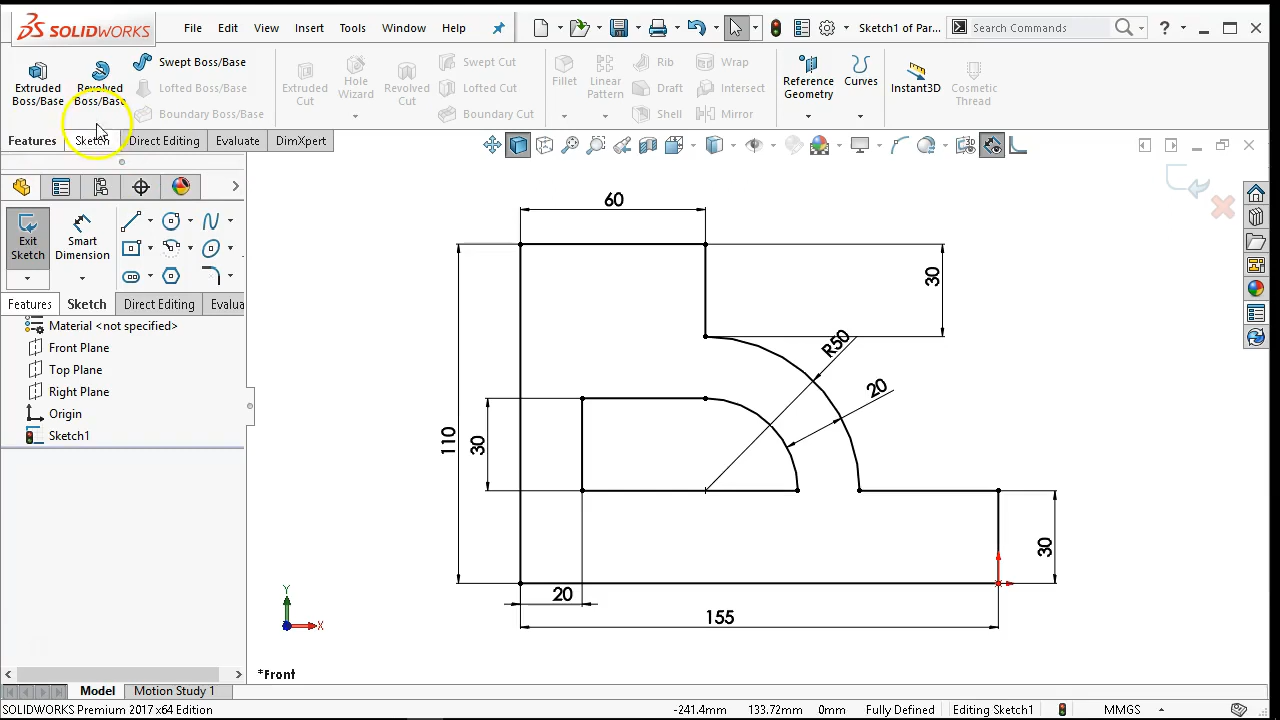 SOLIDWORKS File Edit View Insert Tools Window Help Sketch1 of Par... Search Commands ?
Extruded Boss/Base
Revolved Boss/Base
Swept Boss/Base
Lofted Boss/Base
Boundary Boss/Base
Extruded Cut
Hole Wizard
Revolved Cut
Swept Cut
Lofted Cut
Boundary Cut
Fillet
Linear Pattern
Rib
Draft
Shell
Wrap
Intersect
Mirror
Reference Geometry
Curves
Instant3D
Cosmetic Thread
Features Sketch Direct Editing Evaluate DimXpert
Exit Sketch
Smart Dimension
Features Sketch Direct Editing Evalua
Material <not specified>
Front Plane
Top Plane
Right Plane
Origin
Sketch1
60
30
R50
20
110
30
30
20
155
Y
X
*Front
Model Motion Study 1
SOLIDWORKS Premium 2017 x64 Edition -241.4mm 133.72mm 0mm Fully Defined Editing Sketch1 MMGS